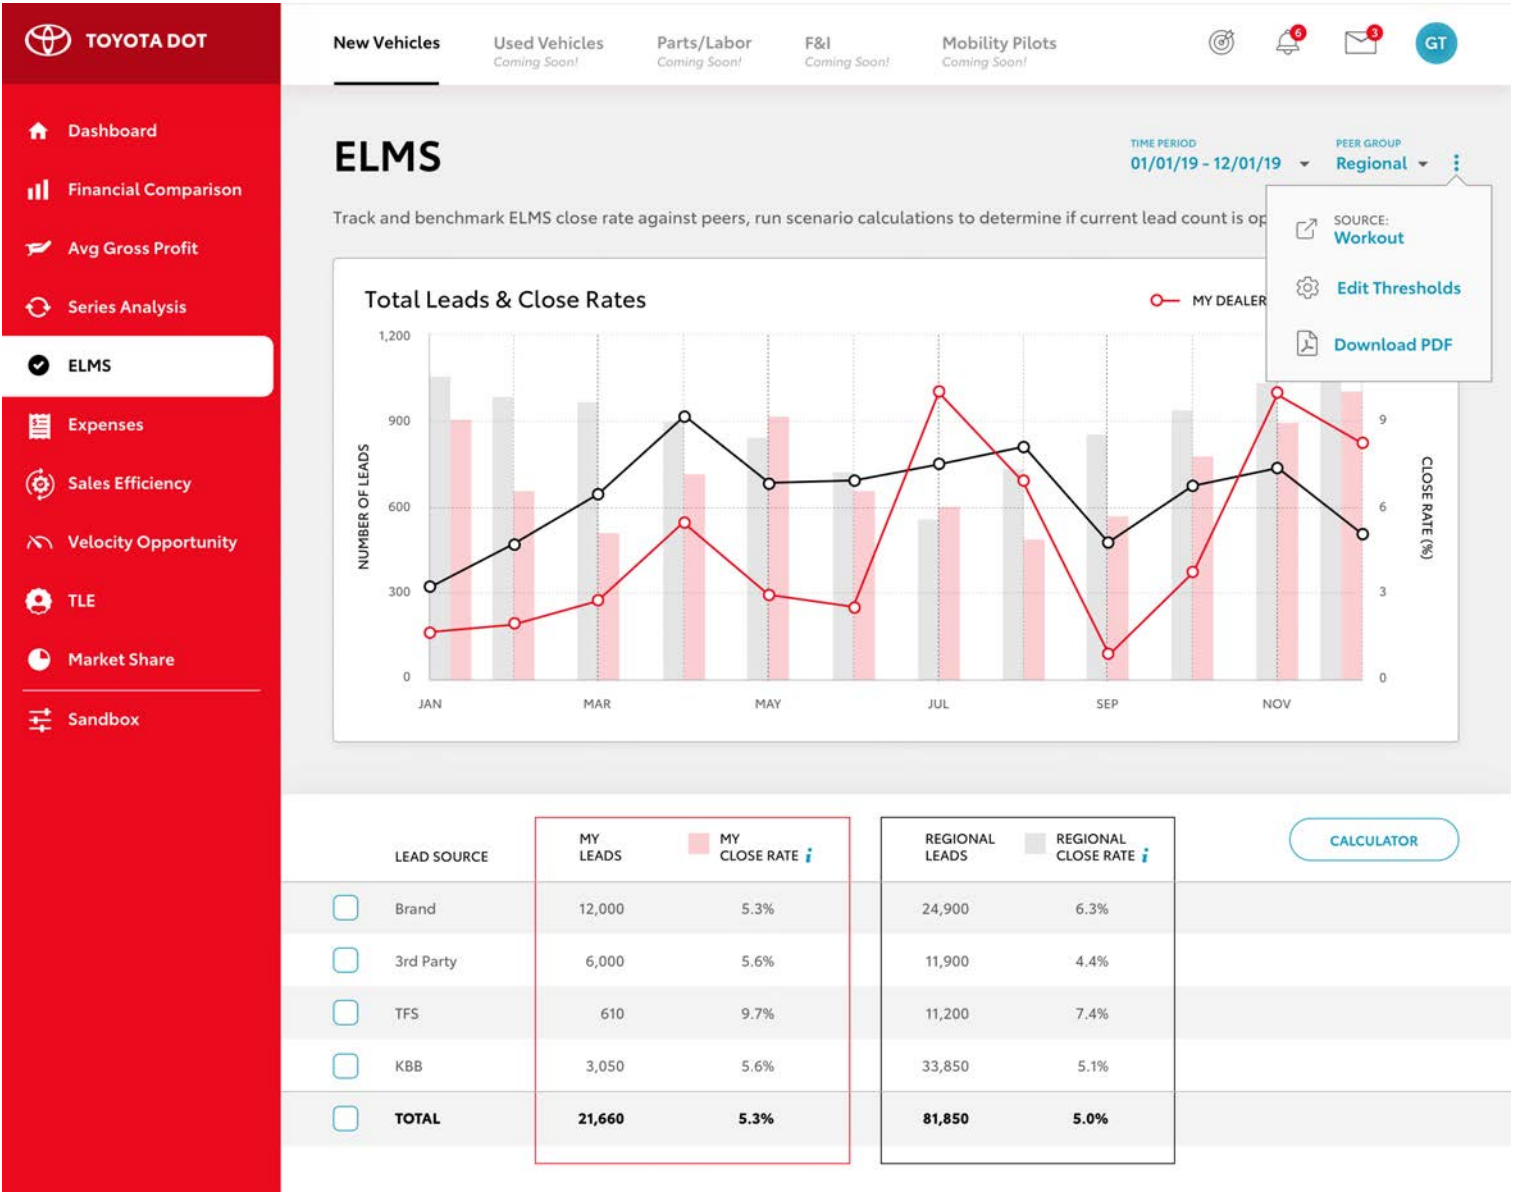 TOYOTA DOT
New Vehicles
Used Vehicles
Coming Soon!
Parts/Labor
Coming Soon!
F&I
Coming Soon!
Mobility Pilots
Coming Soon!
6
3
GT
Dashboard
Financial Comparison
Avg Gross Profit
Series Analysis
ELMS
Expenses
Sales Efficiency
Velocity Opportunity
TLE
Market Share
Sandbox
ELMS
TIME PERIOD
01/01/19 - 12/01/19
PEER GROUP
Regional
Track and benchmark ELMS close rate against peers, run scenario calculations to determine if current lead count is op
SOURCE:
Workout
Edit Thresholds
Download PDF
Total Leads & Close Rates
MY DEALER
1,200
900
600
300
0
NUMBER OF LEADS
9
6
3
0
CLOSE RATE (%)
JAN MAR MAY JUL SEP NOV
LEAD SOURCE
MY
LEADS
MY
CLOSE RATE i
REGIONAL
LEADS
REGIONAL
CLOSE RATE i
CALCULATOR
Brand 12,000 5.3% 24,900 6.3%
3rd Party 6,000 5.6% 11,900 4.4%
TFS 610 9.7% 11,200 7.4%
KBB 3,050 5.6% 33,850 5.1%
TOTAL 21,660 5.3% 81,850 5.0%